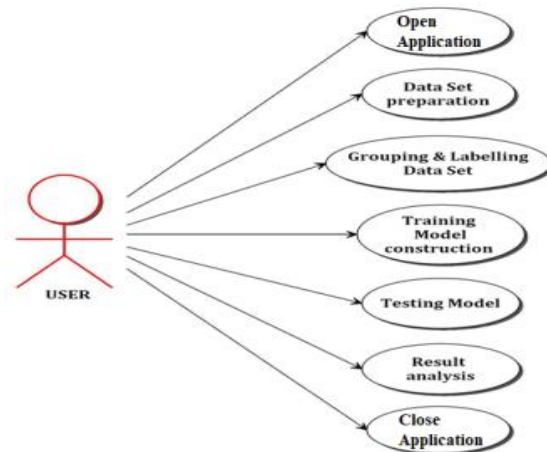 Open
Application
Data Set
preparation
Grouping & Labelling
Data Set
Training
Model
construction
USER
Testing Model
Result
analysis
Close
Application